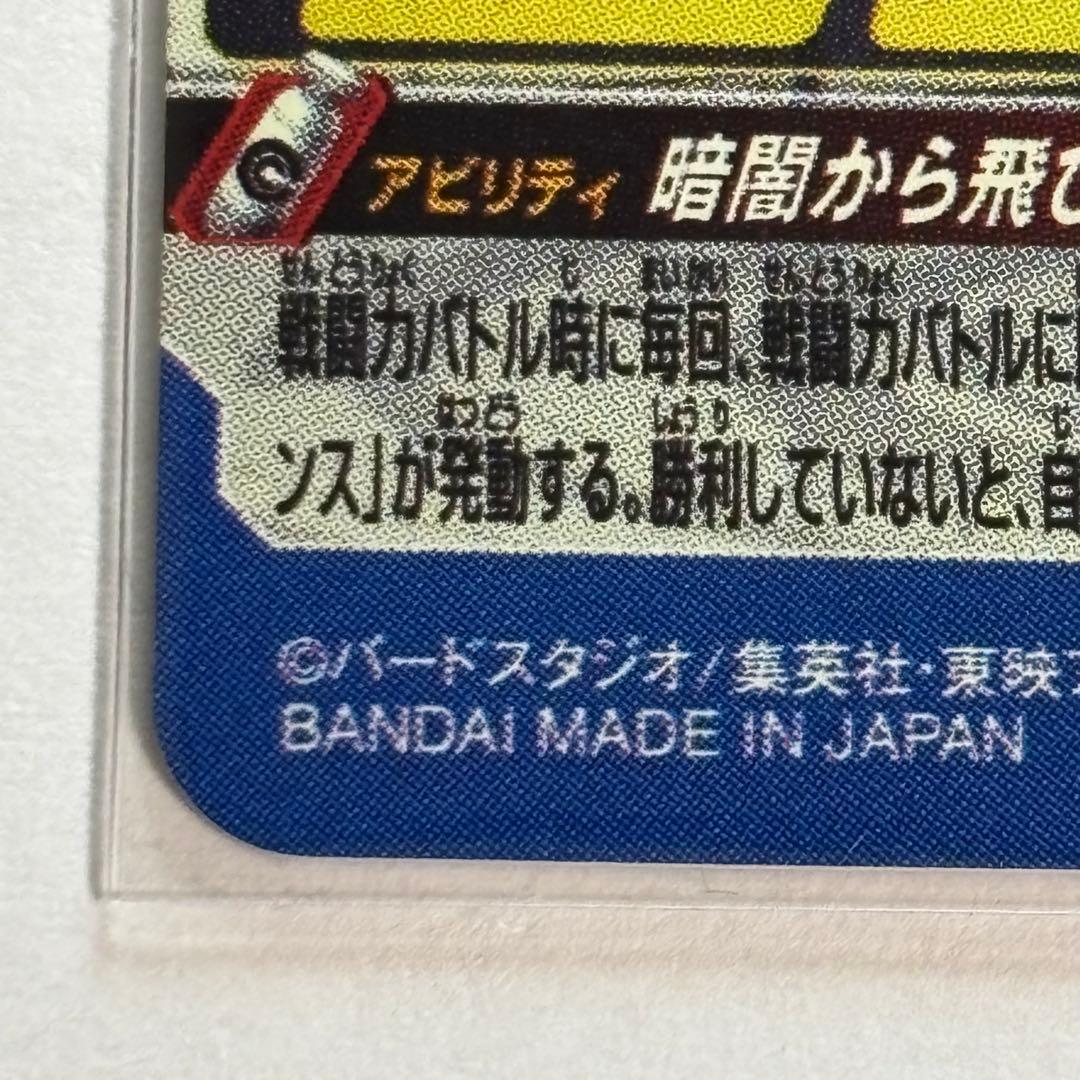 © アビリティ 暗闇から飛び
戦闘力バトル時に毎回、戦闘力バトルに
ンス」が発動する。勝利していないと、自
©バードスタジオ/集英社・東映ア
BANDAI MADE IN JAPAN